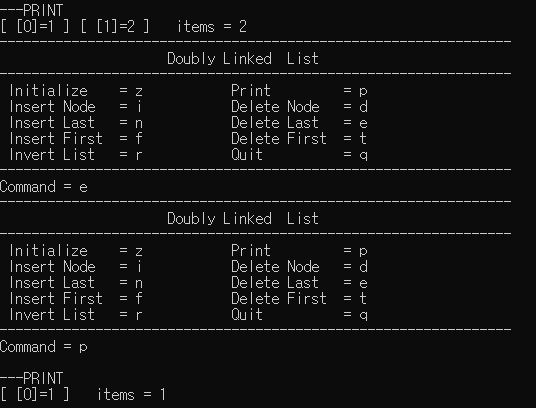 ---PRINT
[ [0]=1 ] [ [1]=2 ]   items = 2
----------------------------------------------------------------
                     Doubly Linked  List
----------------------------------------------------------------
 Initialize    = z           Print         = p
 Insert Node   = i           Delete Node   = d
 Insert Last   = n           Delete Last   = e
 Insert First  = f           Delete First  = t
 Invert List   = r           Quit          = q
----------------------------------------------------------------
Command = e
----------------------------------------------------------------
                     Doubly Linked  List
----------------------------------------------------------------
 Initialize    = z           Print         = p
 Insert Node   = i           Delete Node   = d
 Insert Last   = n           Delete Last   = e
 Insert First  = f           Delete First  = t
 Invert List   = r           Quit          = q
----------------------------------------------------------------
Command = p

---PRINT
[ [0]=1 ]   items = 1